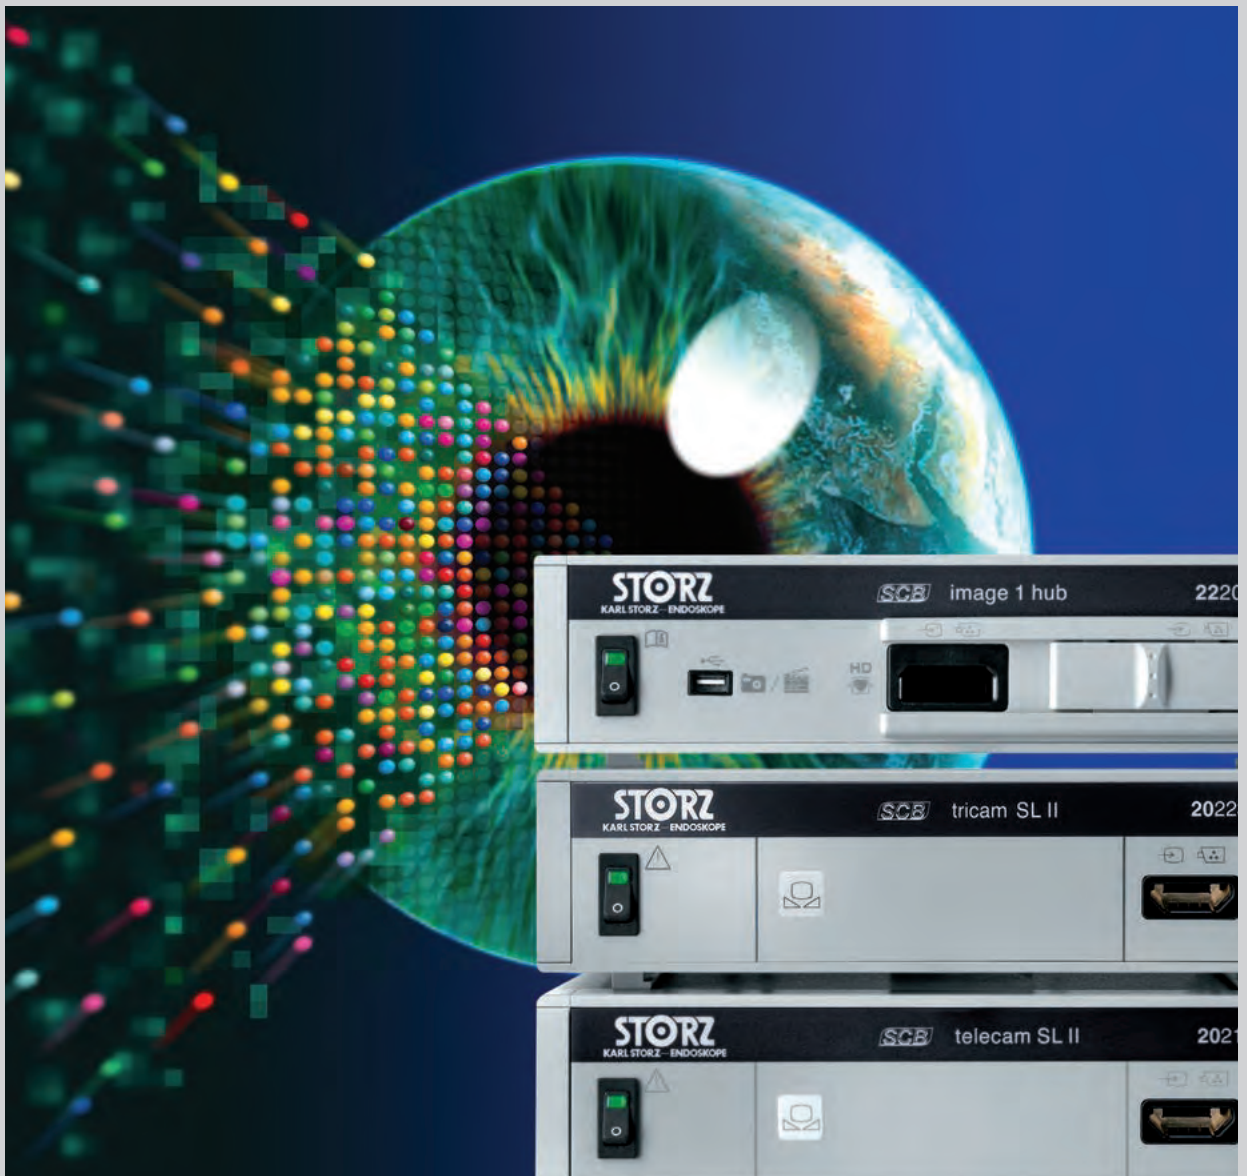 STORZ
KARL STORZ—ENDOSKOPE
SCB image 1 hub 2220
HD
STORZ
KARL STORZ—ENDOSKOPE
SCB tricam SL II 2022
STORZ
KARL STORZ—ENDOSKOPE
SCB telecam SL II 2021